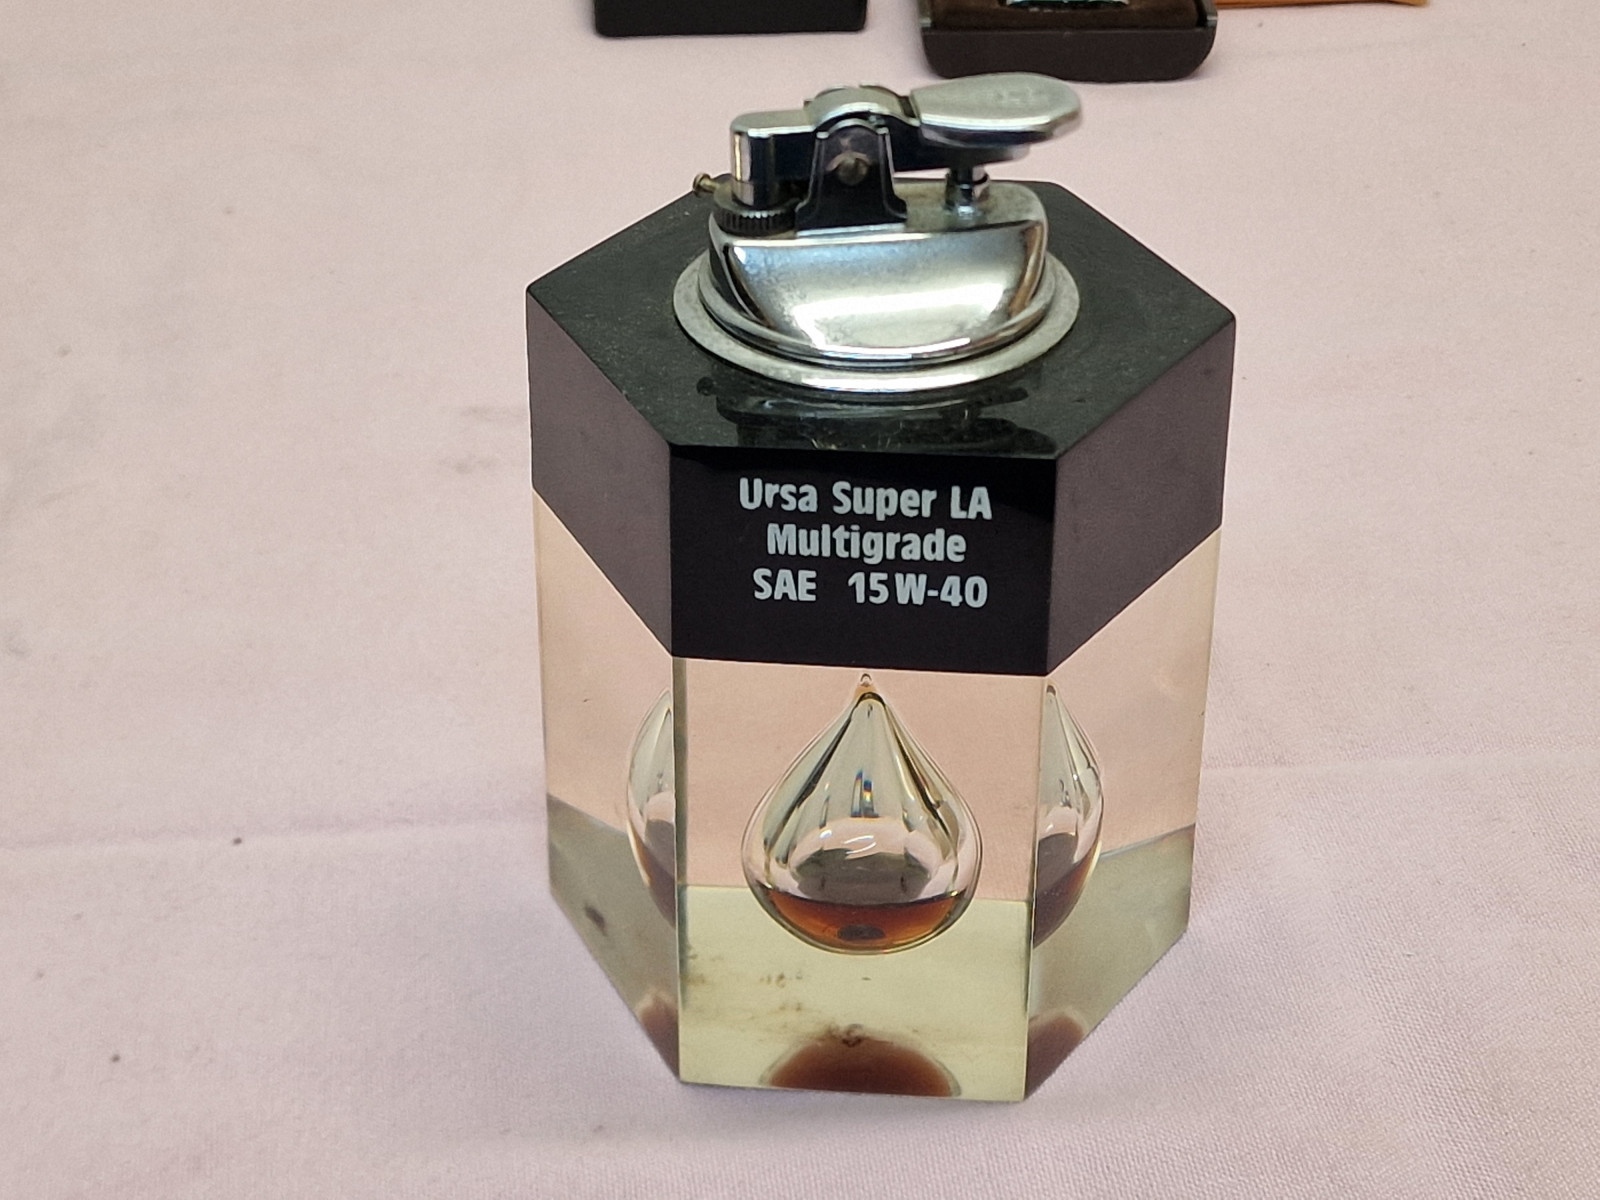 Ursa Super LA
Multigrade
SAE 15W-40